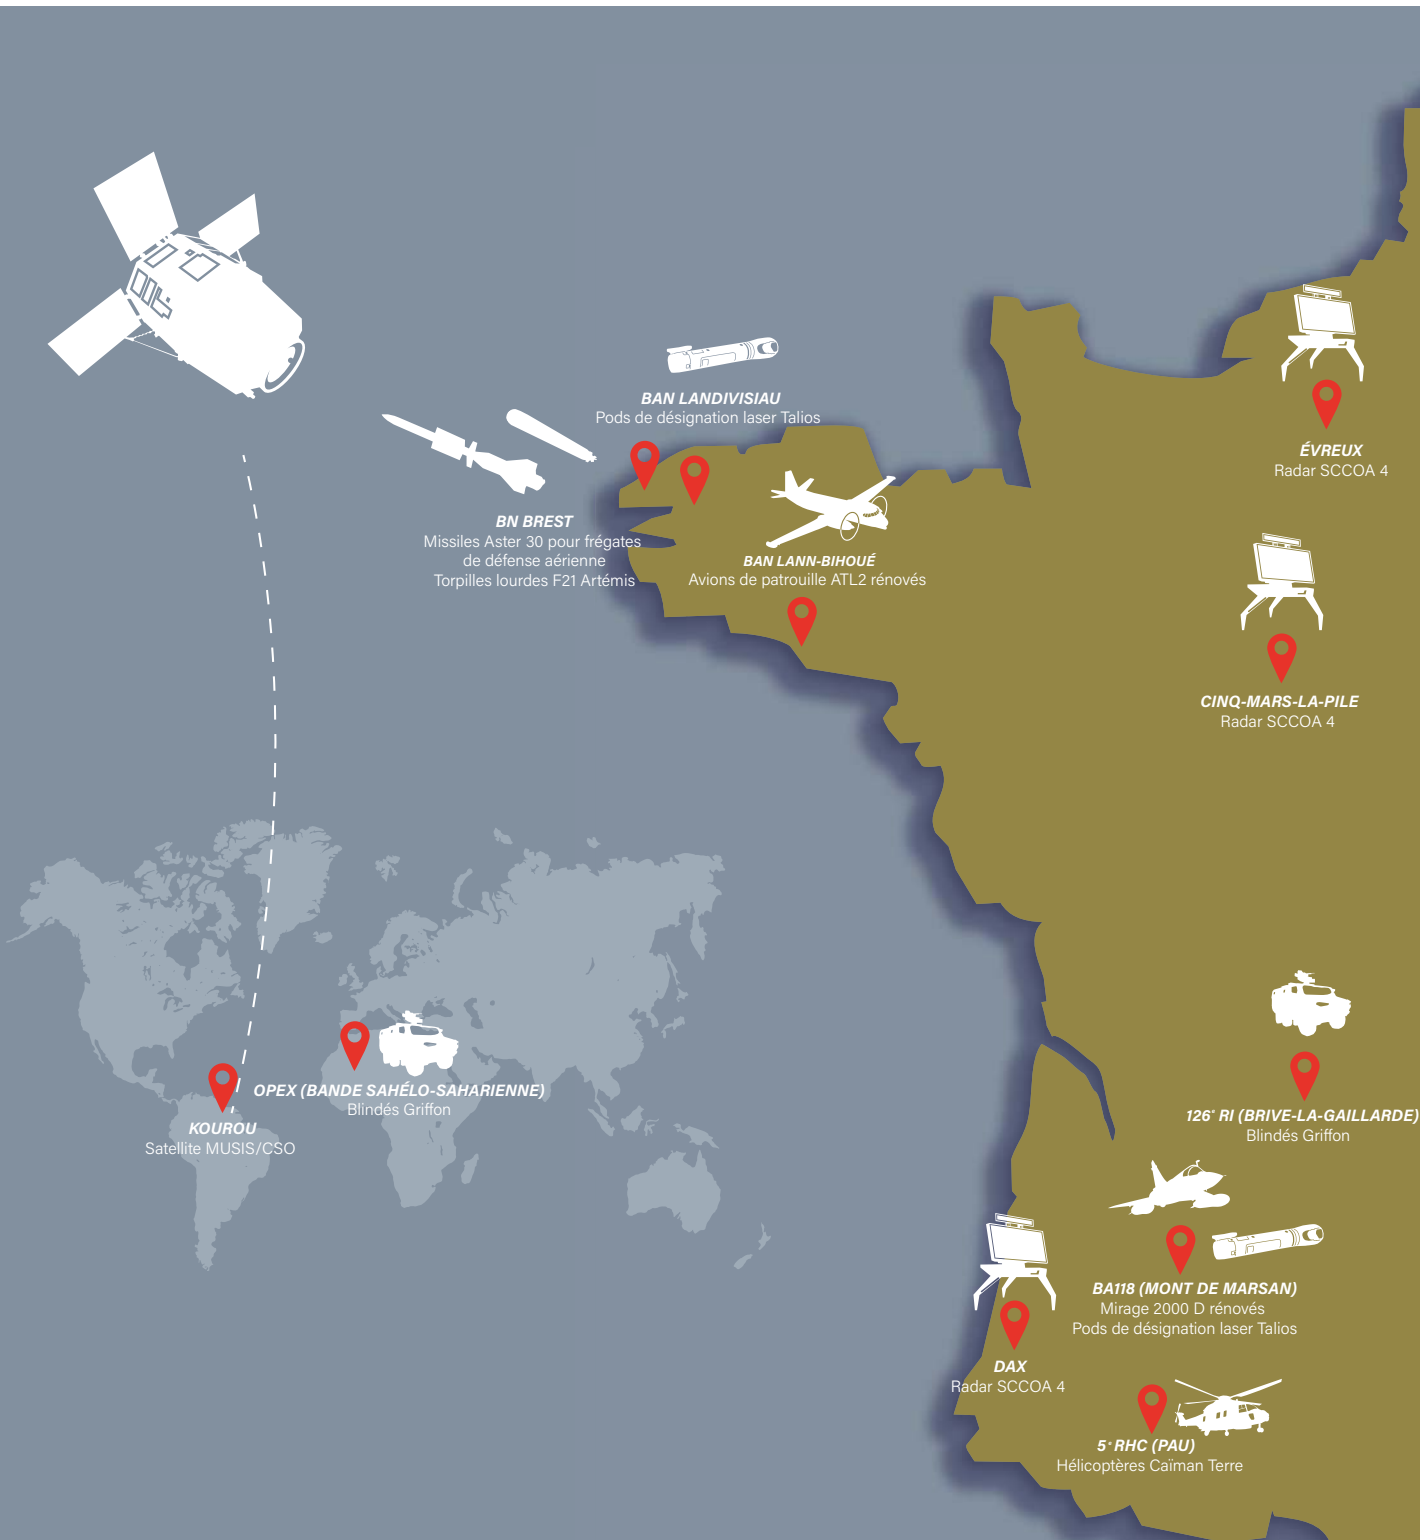 BAN LANDIVISIAU
Pods de désignation laser Talios
ÉVREUX
Radar SCCOA 4
BN BREST
Missiles Aster 30 pour frégates
de défense aérienne
Torpilles lourdes F21 Artémis
BAN LANN-BIHOUÉ
Avions de patrouille ATL2 rénovés
CINQ-MARS-LA-PILE
Radar SCCOA 4
OPEX (BANDE SAHÉLO-SAHARIENNE)
Blindés Griffon
KOUROU
Satellite MUSIS/CSO
126e RI (BRIVE-LA-GAILLARDE)
Blindés Griffon
BA118 (MONT DE MARSAN)
Mirage 2000 D rénovés
Pods de désignation laser Talios
DAX
Radar SCCOA 4
5e RHC (PAU)
Hélicoptères Caïman Terre